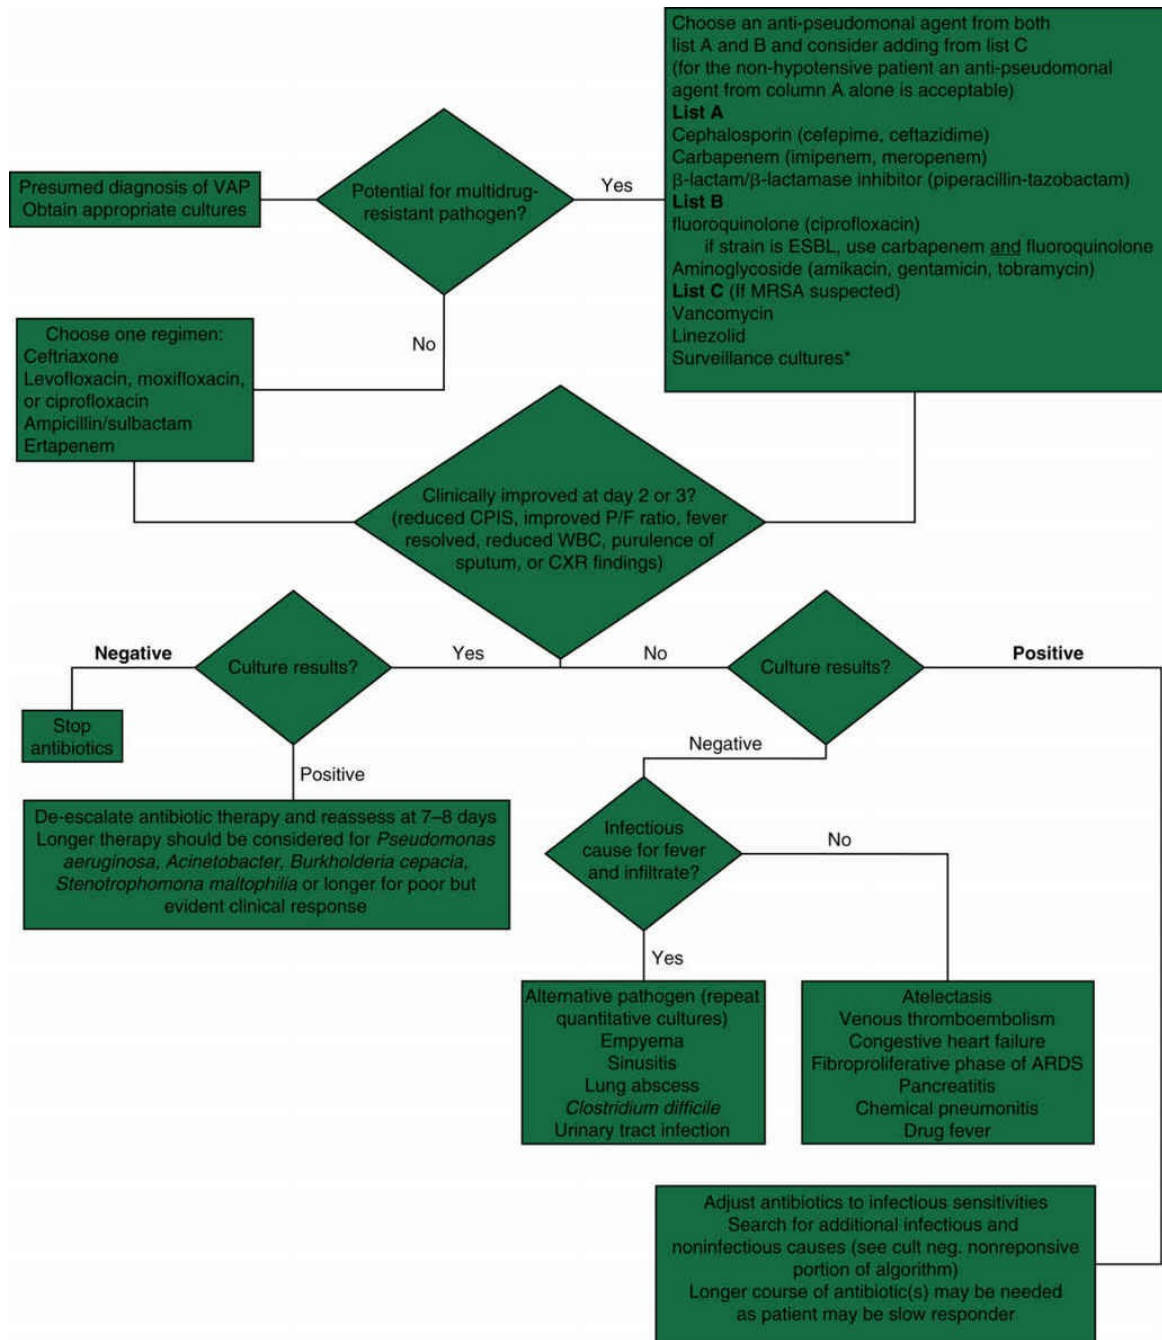 Presumed diagnosis of VAP
Obtain appropriate cultures
Potential for multidrug-
resistant pathogen?
Yes
Choose an anti-pseudomonal agent from both
list A and B and consider adding from list C
(for the non-hypotensive patient an anti-pseudomonal
agent from column A alone is acceptable)
List A
Cephalosporin (cefepime, ceftazidime)
Carbapenem (imipenem, meropenem)
β-lactam/β-lactamase inhibitor (piperacillin-tazobactam)
List B
fluoroquinolone (ciprofloxacin)
if strain is ESBL, use carbapenem and fluoroquinolone
Aminoglycoside (amikacin, gentamicin, tobramycin)
List C (If MRSA suspected)
Vancomycin
Linezolid
Surveillance cultures*
No
Choose one regimen:
Ceftriaxone
Levofloxacin, moxifloxacin,
or ciprofloxacin
Ampicillin/sulbactam
Ertapenem
Clinically improved at day 2 or 3?
(reduced CPIS, improved P/F ratio, fever
resolved, reduced WBC, purulence of
sputum, or CXR findings)
Negative
Culture results?
Yes
No
Culture results?
Positive
Stop
antibiotics
Positive
De-escalate antibiotic therapy and reassess at 7–8 days
Longer therapy should be considered for Pseudomonas
aeruginosa, Acinetobacter, Burkholderia cepacia,
Stenotrophomona maltophilia or longer for poor but
evident clinical response
Negative
Infectious
cause for fever
and infiltrate?
No
Yes
Alternative pathogen (repeat
quantitative cultures)
Empyema
Sinusitis
Lung abscess
Clostridium difficile
Urinary tract infection
Atelectasis
Venous thromboembolism
Congestive heart failure
Fibroproliferative phase of ARDS
Pancreatitis
Chemical pneumonitis
Drug fever
Adjust antibiotics to infectious sensitivities
Search for additional infectious and
noninfectious causes (see cult neg. nonreponsive
portion of algorithm)
Longer course of antibiotic(s) may be needed
as patient may be slow responder